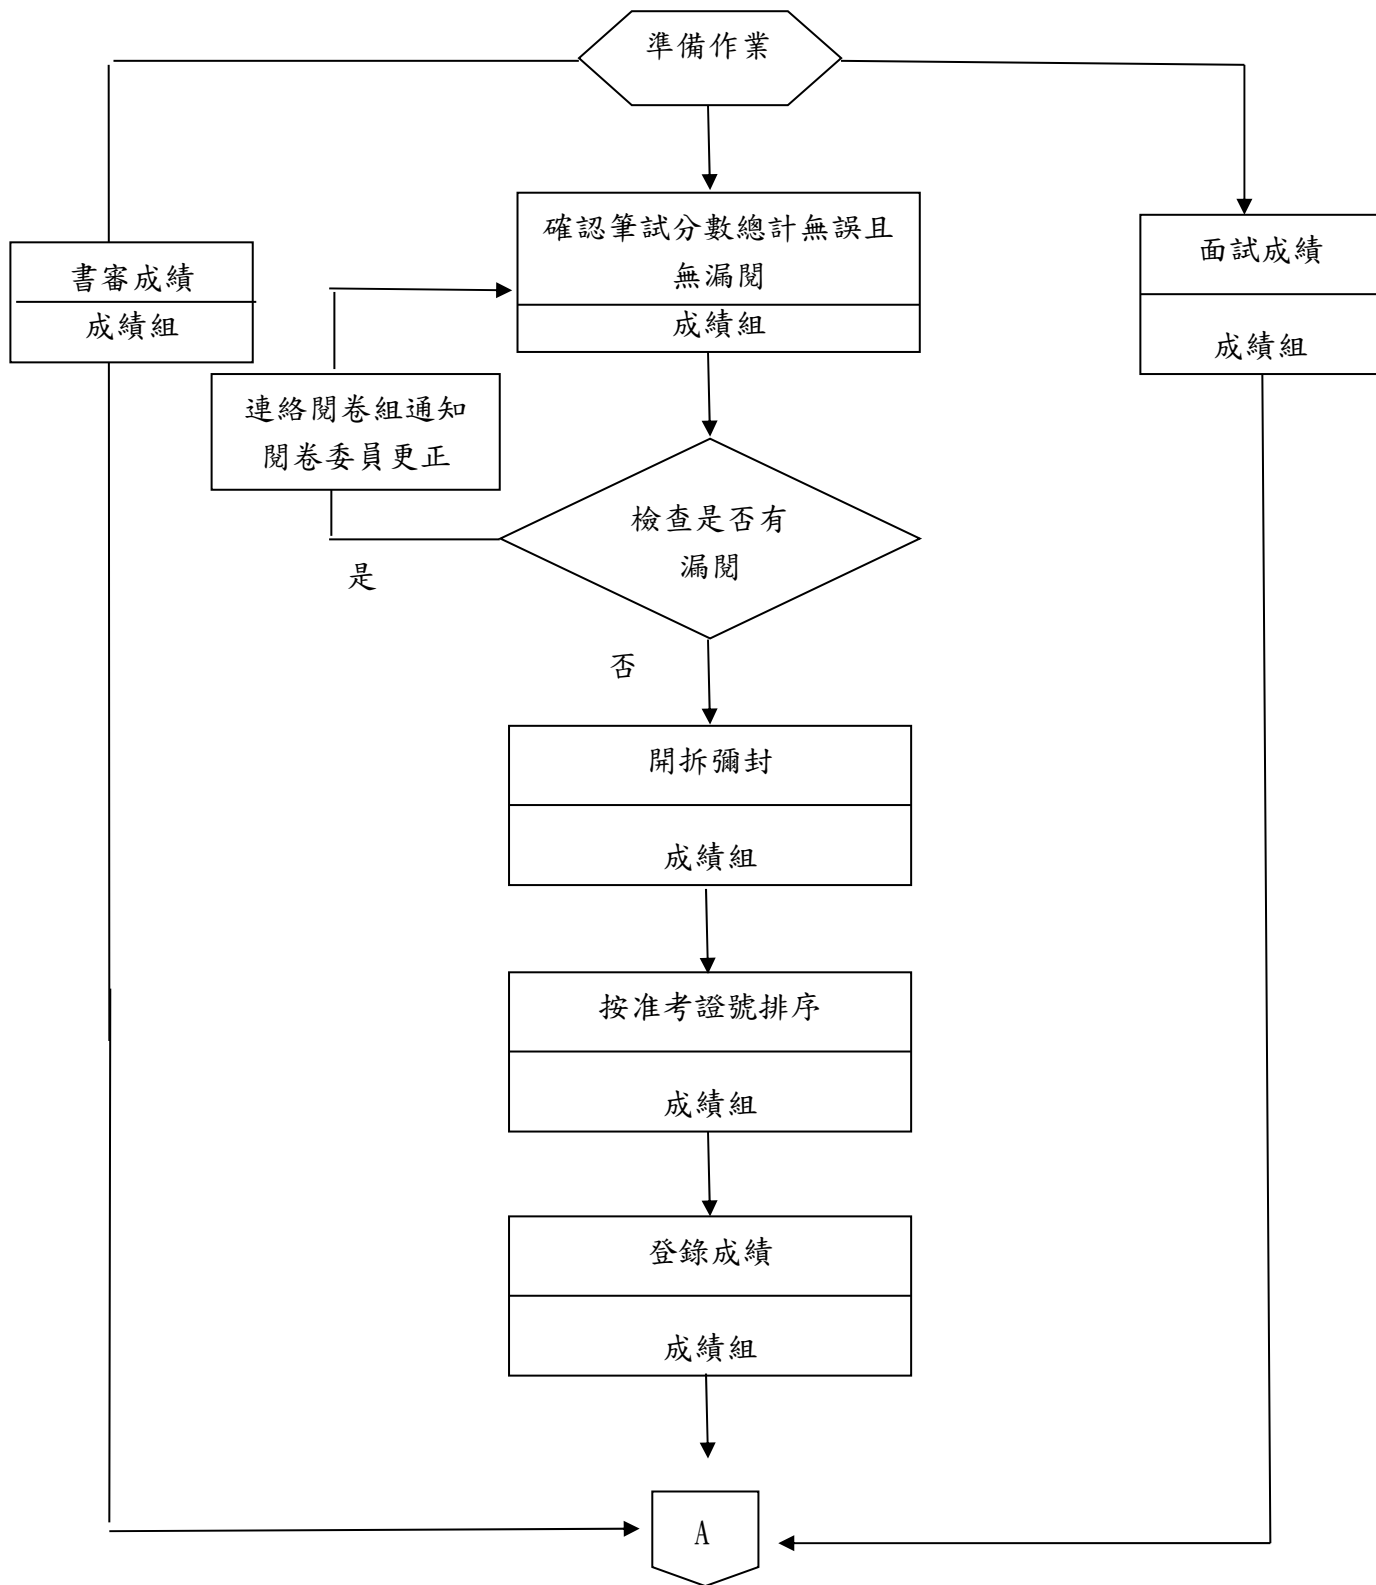 準備作業
確認筆試分數總計無誤且
無漏閱
成績組
書審成績
成績組
面試成績
成績組
連絡閱卷組通知
閱卷委員更正
檢查是否有
漏閱
是
否
開拆彌封
成績組
按准考證號排序
成績組
登錄成績
成績組
A